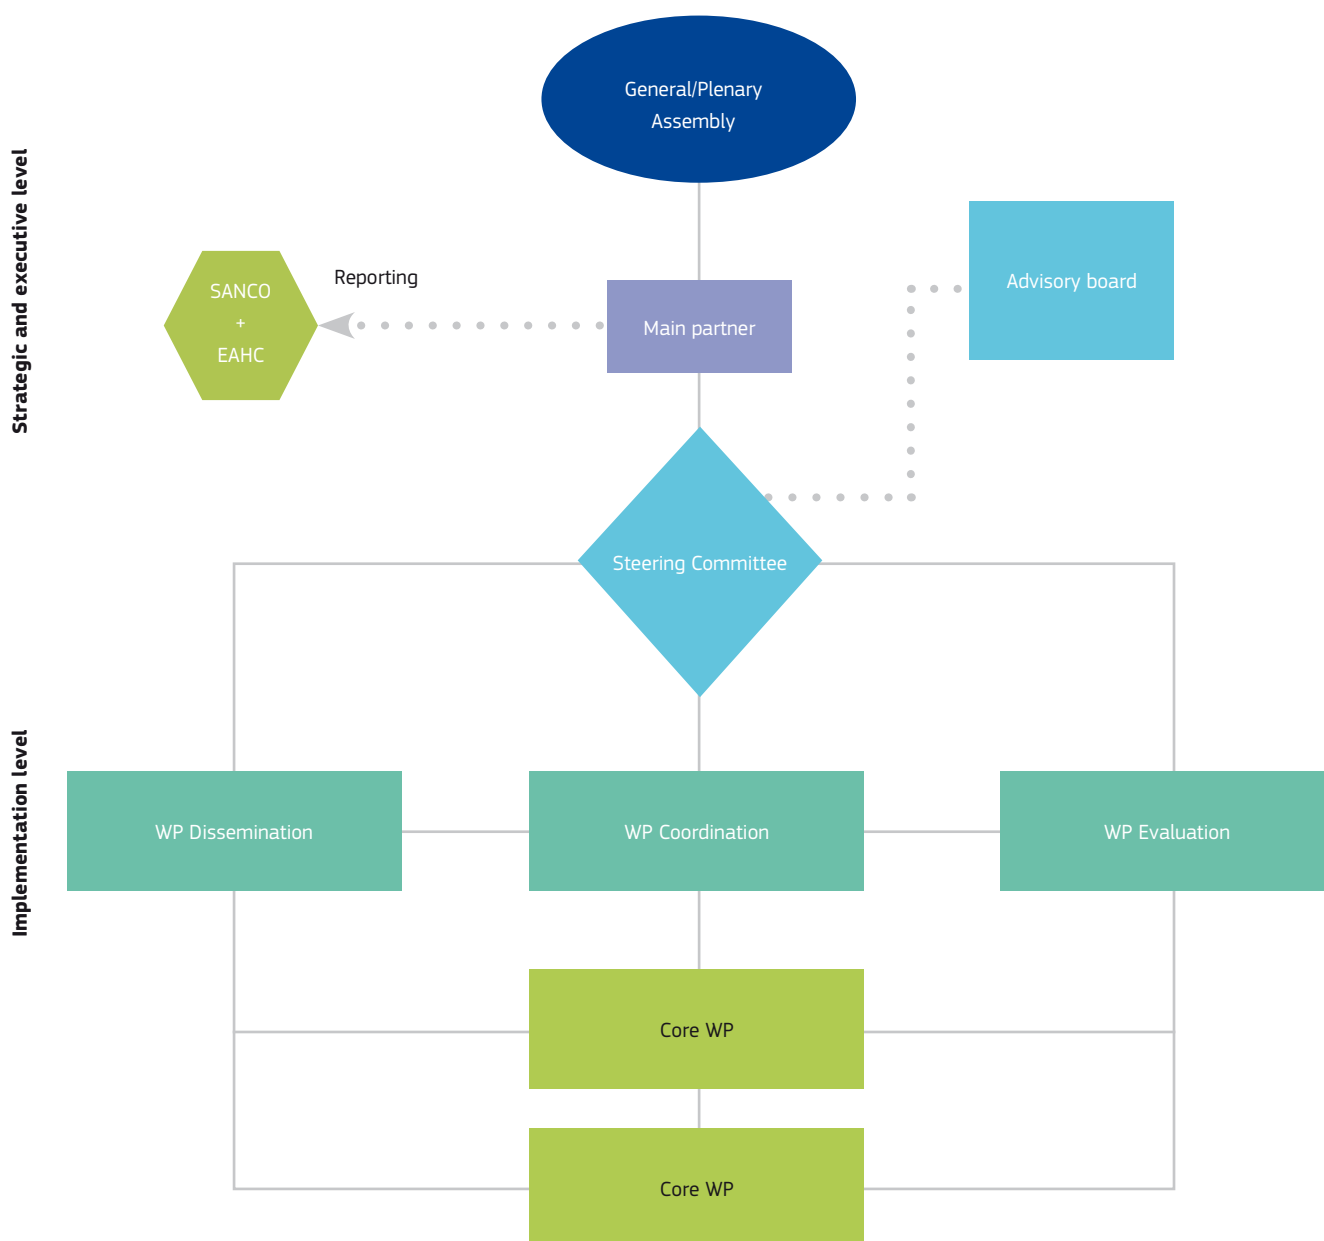 General/Plenary
Assembly
Strategic and executive level
Advisory board
Reporting
SANCO
+
EAHC
Main partner
Steering Committee
Implementation level
WP Dissemination
WP Coordination
WP Evaluation
Core WP
Core WP